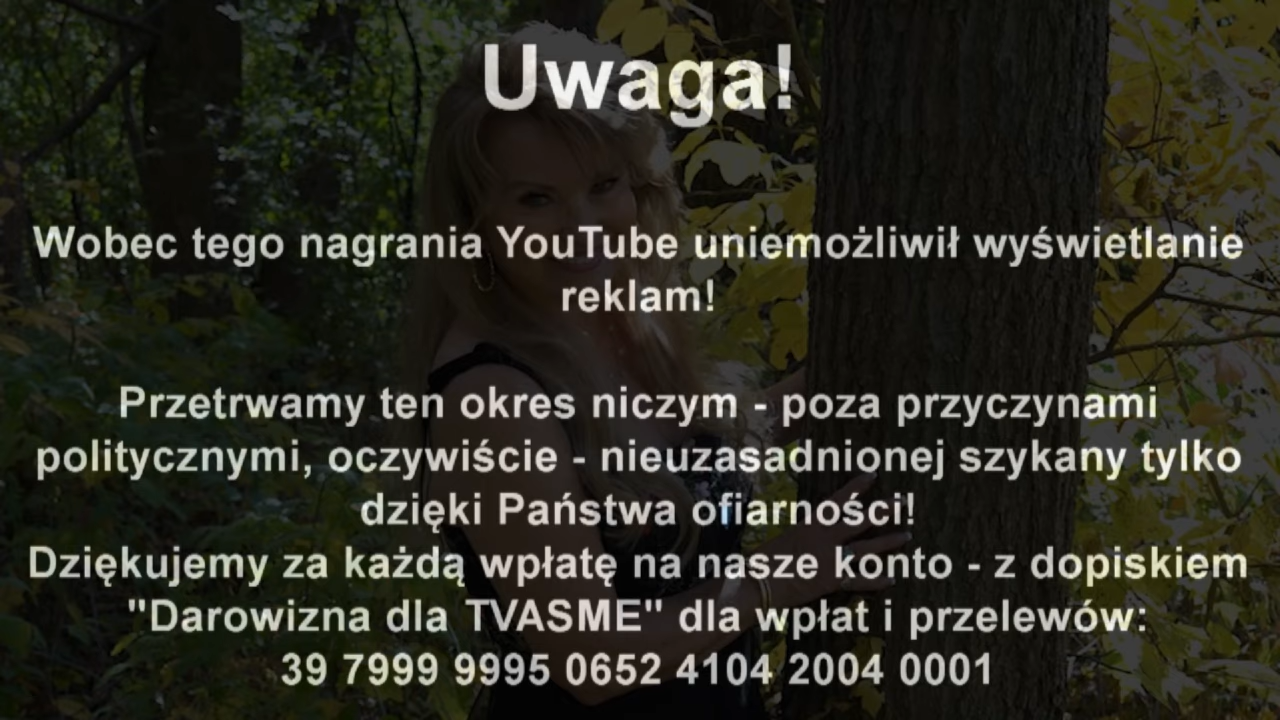 Uwaga!
Wobec tego nagrania YouTube uniemożliwił wyświetlanie
reklam!
Przetrwamy ten okres niczym - poza przyczynami
politycznymi, oczywiście - nieuzasadnionej szykany tylko
dzięki Państwa ofiarności!
Dziękujemy za każdą wpłatę na nasze konto - z dopiskiem
"Darowizna dla TVASME" dla wpłat i przelewów:
39 7999 9995 0652 4104 2004 0001